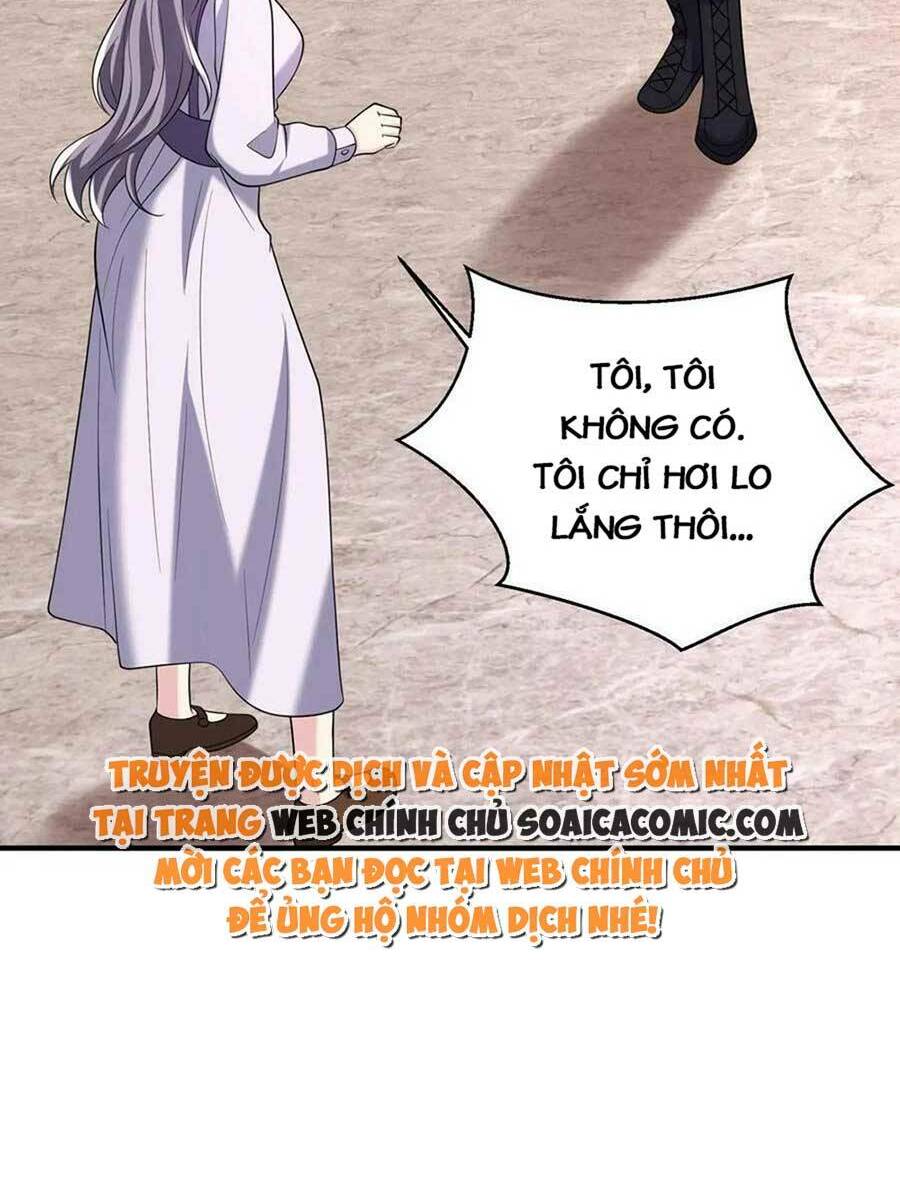 TÔI, TÔI
KHÔNG CÓ.
TÔI CHỈ HƠI LO
LẮNG THÔI...
TRUYỆN ĐƯỢC DỊCH VÀ CẬP NHẬT SỚM NHẤT
TẠI TRANG WEB CHÍNH CHỦ SOAICACOMIC.COM
MỜI CÁC BẠN ĐỌC TẠI WEB CHÍNH CHỦ
ĐỂ ỦNG HỘ NHÓM DỊCH NHÉ!